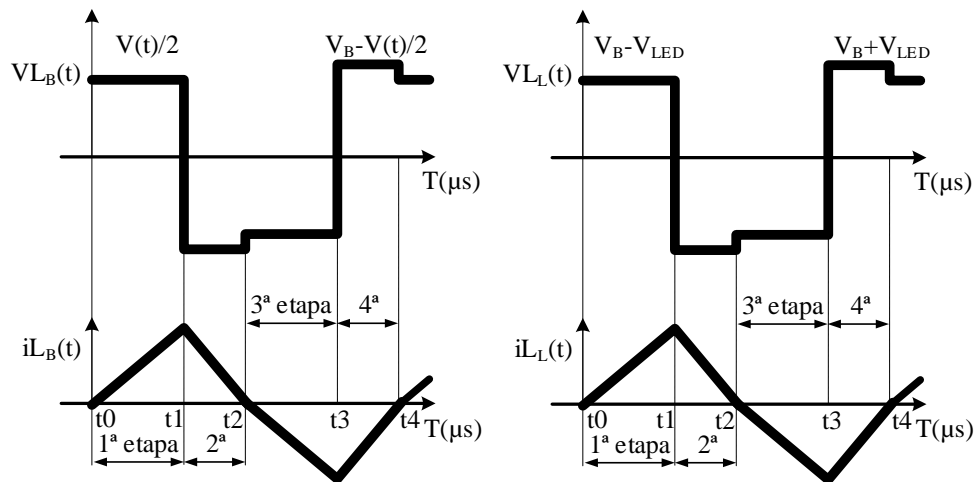 V(t)/2
V_B-V(t)/2
VL_B(t)
T(µs)
3ª etapa
4ª
iL_B(t)
t0
t1
t2
t3
t4
T(µs)
1ª etapa
2ª
V_B-V_LED
V_B+V_LED
VL_L(t)
T(µs)
3ª etapa
4ª
iL_L(t)
t0
t1
t2
t3
t4
T(µs)
1ª etapa
2ª